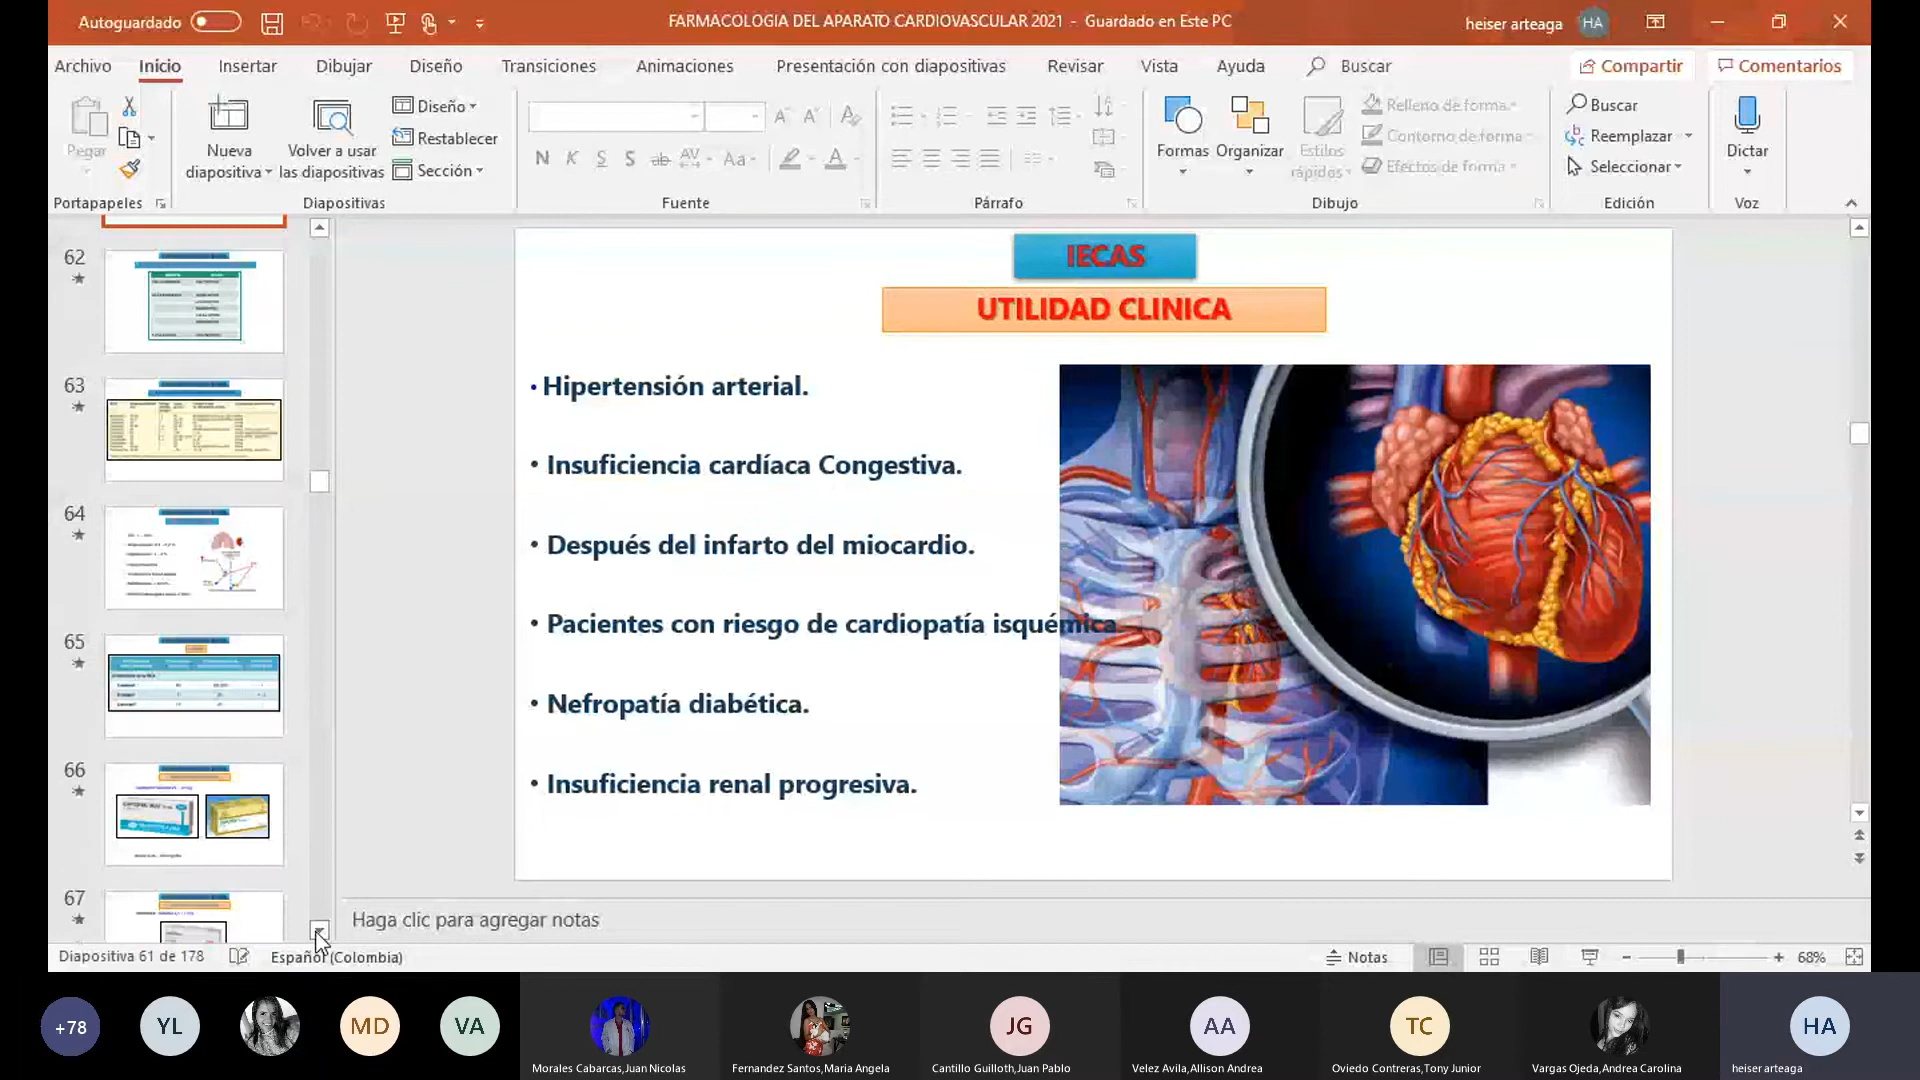 Autoguardado
FARMACOLOGIA DEL APARATO CARDIOVASCULAR 2021 - Guardado en Este PC
heiser arteaga
HA
Archivo
Inicio
Insertar
Dibujar
Diseño
Transiciones
Animaciones
Presentación con diapositivas
Revisar
Vista
Ayuda
Buscar
Compartir
Comentarios
Pegar
Nueva diapositiva
Volver a usar las diapositivas
Diseño
Restablecer
Sección
N K S S ab AV Aa A
Formas
Organizar
Estilos rápidos
Relleno de forma
Contorno de forma
Efectos de forma
Buscar
Reemplazar
Seleccionar
Dictar
Portapapeles
Diapositivas
Fuente
Párrafo
Dibujo
Edición
Voz
62
63
64
65
66
67
IECAS
UTILIDAD CLINICA
• Hipertensión arterial.
• Insuficiencia cardíaca Congestiva.
• Después del infarto del miocardio.
• Pacientes con riesgo de cardiopatía isquémica
• Nefropatía diabética.
• Insuficiencia renal progresiva.
Haga clic para agregar notas
Diapositiva 61 de 178
Español (Colombia)
Notas
68%
+78
YL
MD
VA
JG
AA
TC
HA
Morales Cabarcas,Juan Nicolas
Fernandez Santos,Maria Angela
Cantillo Guilloth,Juan Pablo
Velez Avila,Allison Andrea
Oviedo Contreras,Tony Junior
Vargas Ojeda,Andrea Carolina
heiser arteaga